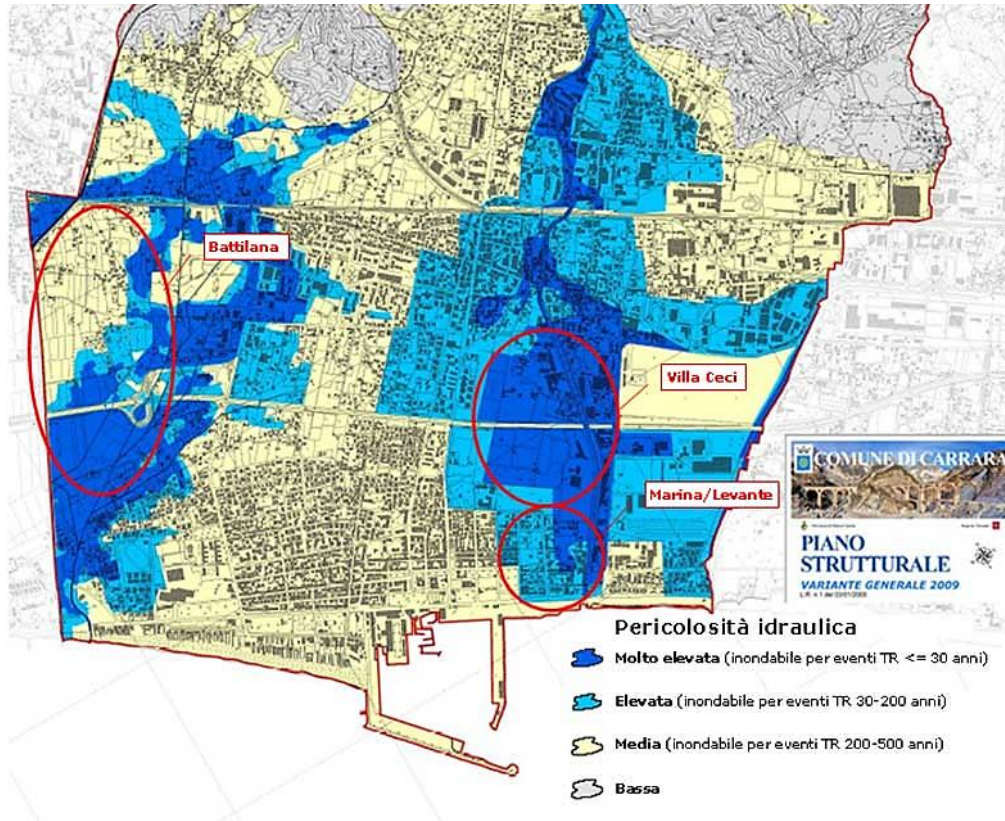 Battilana
Villa Ceci
Marina/Levante
COMUNE DI CARRARA
PIANO
STRUTTURALE
VARIANTE GENERALE 2009
Pericolosità idraulica
Molto elevata (inondabile per eventi TR <= 30 anni)
Elevata (inondabile per eventi TR 30-200 anni)
Media (inondabile per eventi TR 200-500 anni)
Bassa